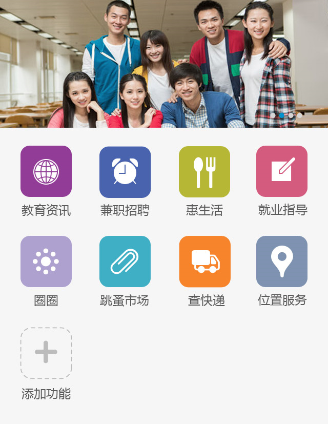 教育资讯
兼职招聘
惠生活
就业指导
圈圈
跳蚤市场
查快递
位置服务
添加功能